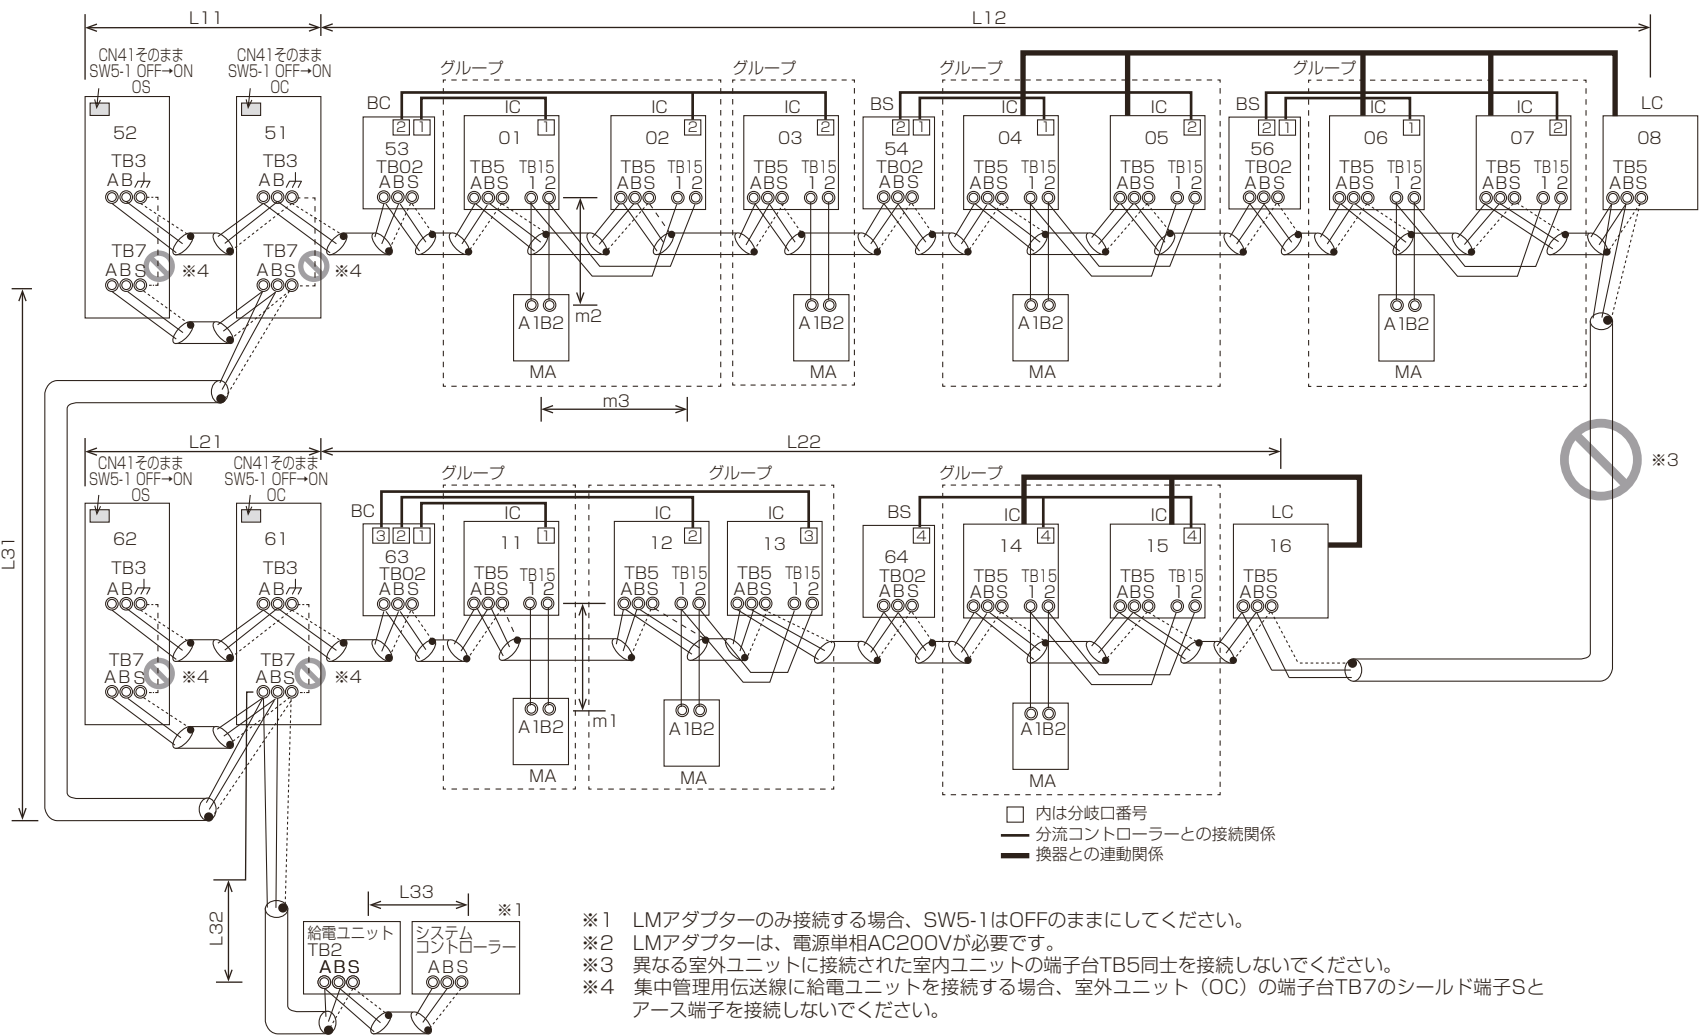 L11
L12
CN41そのまま
SW5-1 OFF→ON
OS
CN41そのまま
SW5-1 OFF→ON
OC
グループ
グループ
グループ
グループ
BC
IC
IC
IC
BS
IC
IC
BS
IC
IC
LC
52
51
2 1
53
01
1
02
2
03
2
2 1
54
04
1
05
2
2 1
56
06
1
07
2
08
TB3
AB
TB3
AB
TB02
ABS
TB5
ABS
TB15
1 2
TB5
ABS
TB15
1 2
TB5
ABS
TB15
1 2
TB02
ABS
TB5
ABS
TB15
1 2
TB5
ABS
TB15
1 2
TB02
ABS
TB5
ABS
TB15
1 2
TB5
ABS
TB15
1 2
TB5
ABS
TB7
ABS
※4
TB7
ABS
※4
m2
A1B2
MA
A1B2
MA
A1B2
MA
A1B2
MA
m3
L31
L21
L22
※3
CN41そのまま
SW5-1 OFF→ON
OS
CN41そのまま
SW5-1 OFF→ON
OC
グループ
グループ
グループ
BC
IC
IC
IC
BS
IC
IC
LC
62
61
3 2 1
63
11
1
12
2
13
3
64
14
4
15
4
16
TB3
AB
TB3
AB
TB02
ABS
TB5
ABS
TB15
1 2
TB5
ABS
TB15
1 2
TB5
ABS
TB15
1 2
TB02
ABS
TB5
ABS
TB15
1 2
TB5
ABS
TB15
1 2
TB5
ABS
TB7
ABS
※4
TB7
ABS
※4
m1
A1B2
MA
A1B2
MA
A1B2
MA
□ 内は分岐口番号
分流コントローラーとの接続関係
換器との連動関係
L32
L33
※1
給電ユニット
TB2
ABS
システム
コントローラー
ABS
※1 LMアダプターのみ接続する場合、SW5-1はOFFのままにしてください。
※2 LMアダプターは、電源単相AC200Vが必要です。
※3 異なる室外ユニットに接続された室内ユニットの端子台TB5同士を接続しないでください。
※4 集中管理用伝送線に給電ユニットを接続する場合、室外ユニット（OC）の端子台TB7のシールド端子Sと
アース端子を接続しないでください。